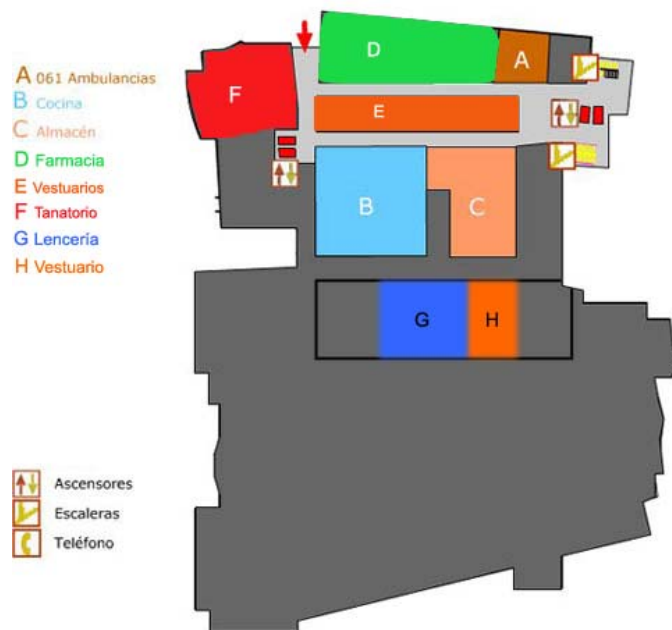 A 061 Ambulancias
B Cocina
C Almacén
D Farmacia
E Vestuarios
F Tanatorio
G Lencería
H Vestuario
D
A
F
E
B
C
G
H
Ascensores
Escaleras
Teléfono